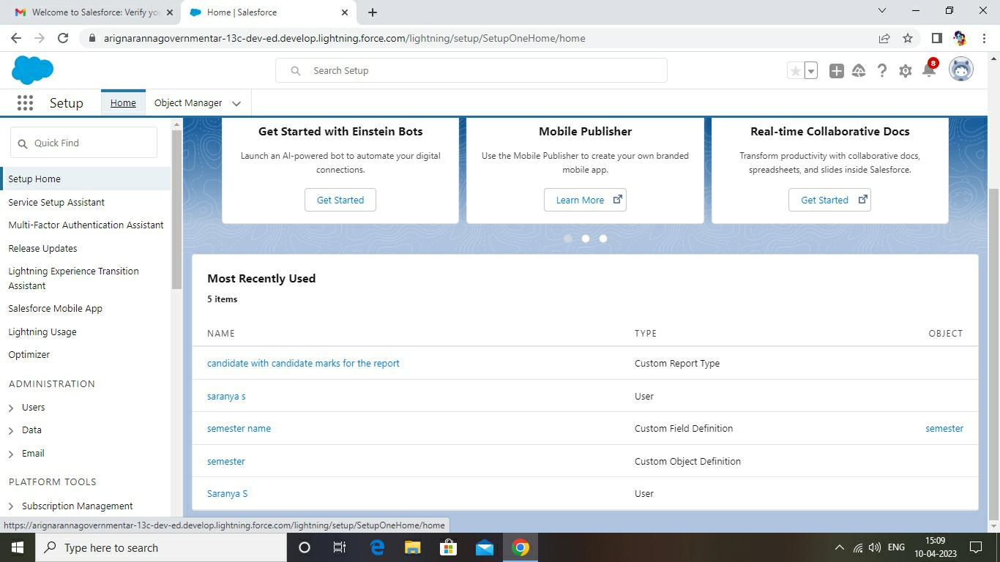 Welcome to Salesforce: Verify yo
Home | Salesforce
arignarannagovernmentar-13c-dev-ed.develop.lightning.force.com/lightning/setup/SetupOneHome/home
Search Setup
8
Setup
Home
Object Manager
Quick Find
Setup Home
Service Setup Assistant
Multi-Factor Authentication Assistant
Release Updates
Lightning Experience Transition
Assistant
Salesforce Mobile App
Lightning Usage
Optimizer
ADMINISTRATION
Users
Data
Email
PLATFORM TOOLS
Subscription Management
Get Started with Einstein Bots
Launch an AI-powered bot to automate your digital
connections.
Get Started
Mobile Publisher
Use the Mobile Publisher to create your own branded
mobile app.
Learn More
Real-time Collaborative Docs
Transform productivity with collaborative docs,
spreadsheets, and slides inside Salesforce.
Get Started
Most Recently Used
5 items
NAME TYPE OBJECT
candidate with candidate marks for the report Custom Report Type
saranya s User
semester name Custom Field Definition semester
semester Custom Object Definition
Saranya S User
https://arignarannagovernmentar-13c-dev-ed.develop.lightning.force.com/lightning/setup/SetupOneHome/home
Type here to search
ENG
15:09
10-04-2023